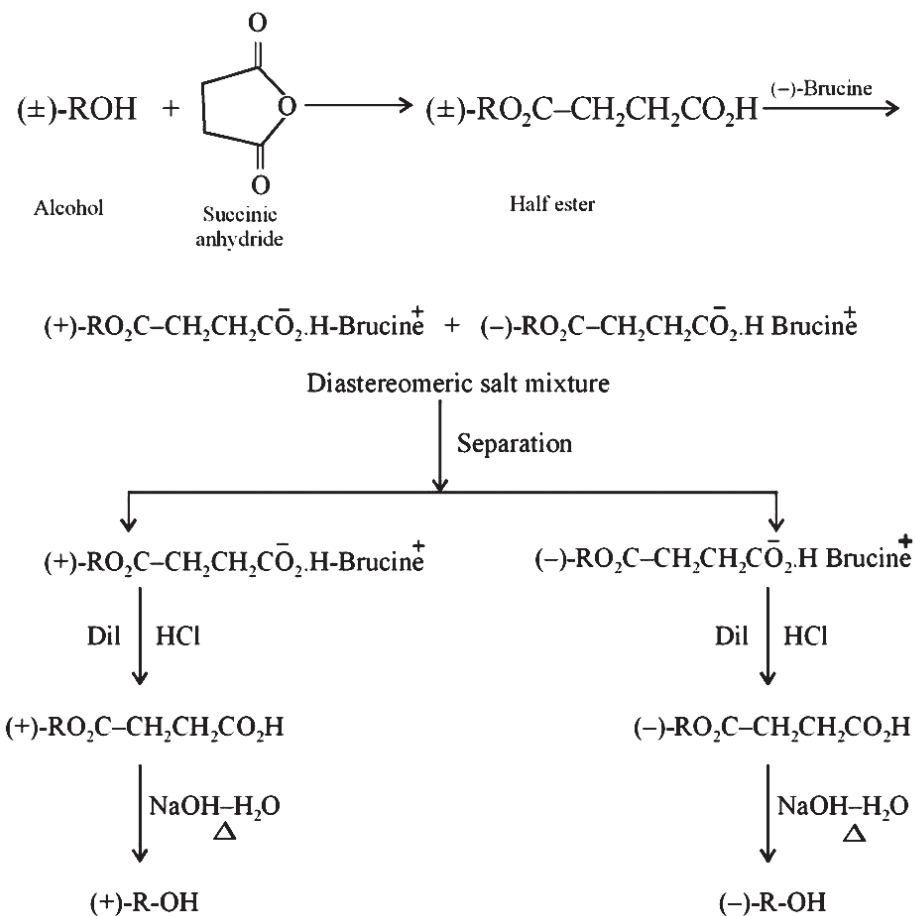 O
(±)-ROH + O (±)-RO₂C–CH₂CH₂CO₂H (–)-Brucine
O
Alcohol Succinic anhydride Half ester
(+)-RO₂C–CH₂CH₂CŌ₂.H-Brucine⁺ + (–)-RO₂C–CH₂CH₂CŌ₂.H Brucine⁺
Diastereomeric salt mixture
Separation
(+)-RO₂C–CH₂CH₂CŌ₂.H-Brucine⁺ (–)-RO₂C–CH₂CH₂CŌ₂.H Brucine⁺
Dil HCl Dil HCl
(+)-RO₂C–CH₂CH₂CO₂H (–)-RO₂C–CH₂CH₂CO₂H
NaOH–H₂O NaOH–H₂O
△ △
(+)-R-OH (–)-R-OH